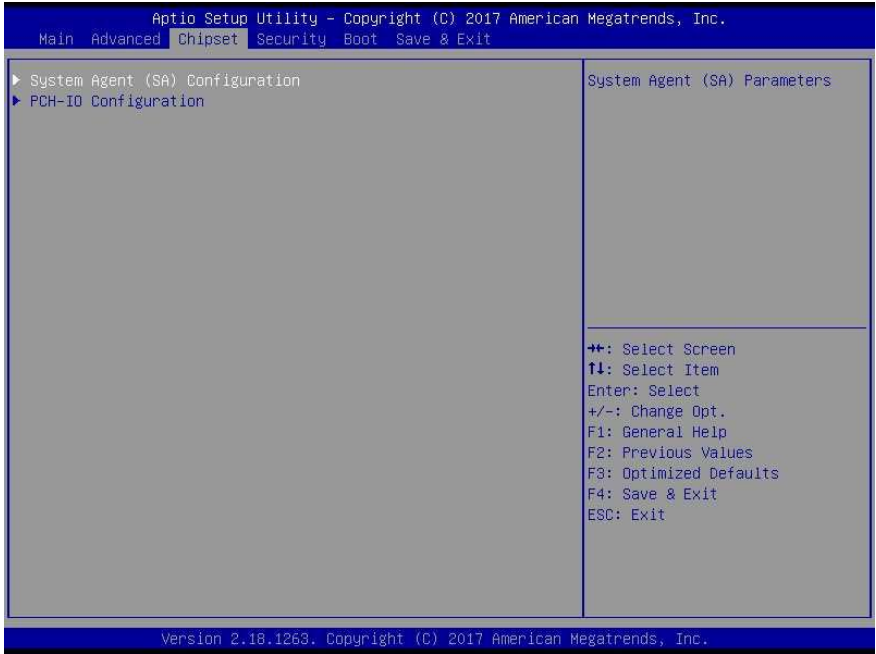 Aptio Setup Utility – Copyright (C) 2017 American Megatrends, Inc.
Main Advanced Chipset Security Boot Save & Exit
▶ System Agent (SA) Configuration
▶ PCH-IO Configuration
System Agent (SA) Parameters
→←: Select Screen
↑↓: Select Item
Enter: Select
+/-: Change Opt.
F1: General Help
F2: Previous Values
F3: Optimized Defaults
F4: Save & Exit
ESC: Exit
Version 2.18.1263. Copyright (C) 2017 American Megatrends, Inc.